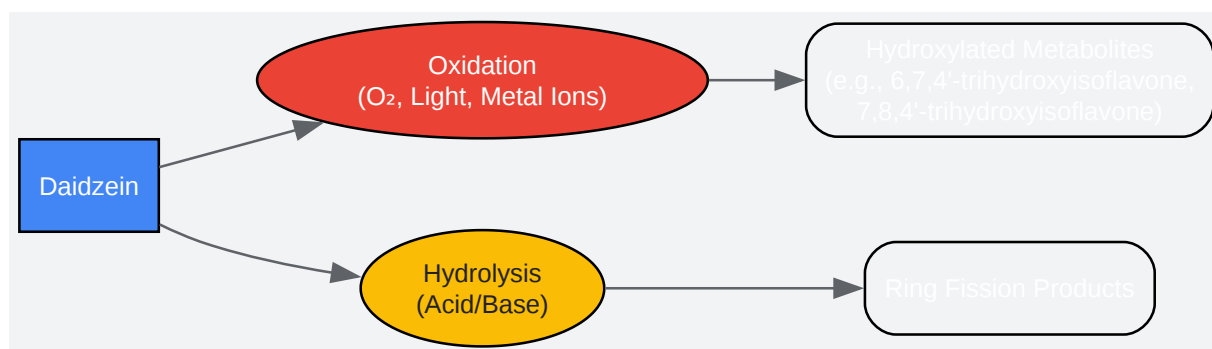 Daidzein
Oxidation
(O₂, Light, Metal Ions)
Hydroxylated Metabolites
(e.g., 6,7,4'-trihydroxyisoflavone,
7,8,4'-trihydroxyisoflavone)
Hydrolysis
(Acid/Base)
Ring Fission Products